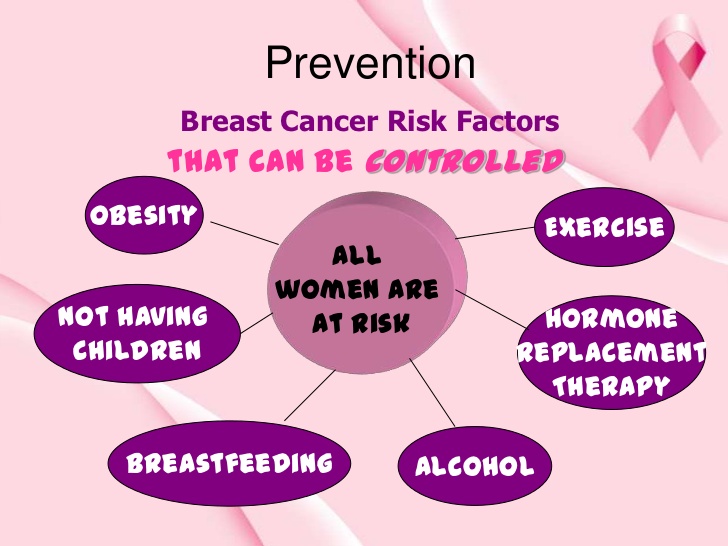 Prevention
Breast Cancer Risk Factors
THAT CAN BE CONTROLLED
OBESITY
EXERCISE
ALL
WOMEN ARE
AT RISK
NOT HAVING
CHILDREN
HORMONE
REPLACEMENT
THERAPY
BREASTFEEDING
ALCOHOL